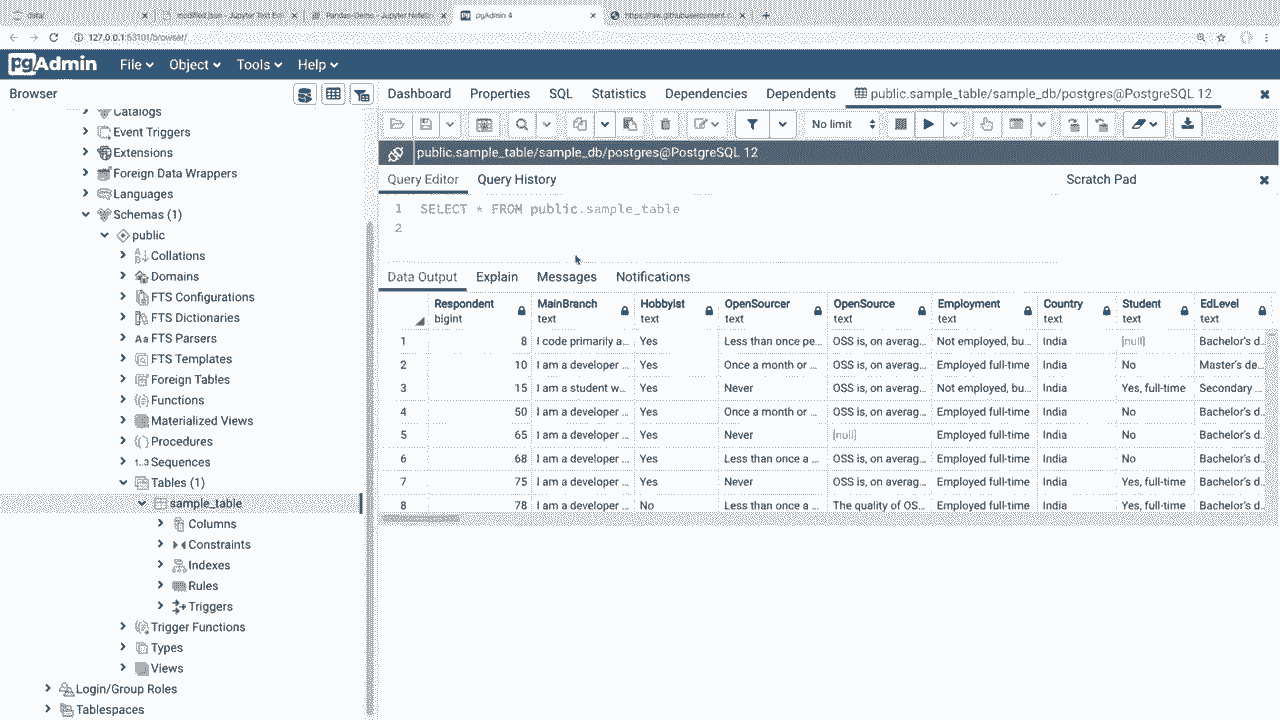 data/
modified.json - Jupyter Text Edi
Pandas-Demo - Jupyter Notebo
pgAdmin 4
https://raw.githubusercontent.c
127.0.0.1:53101/browser/
pgAdmin File Object Tools Help
Browser
Dashboard Properties SQL Statistics Dependencies Dependents public.sample_table/sample_db/postgres@PostgreSQL 12
No limit
public.sample_table/sample_db/postgres@PostgreSQL 12
Query Editor Query History Scratch Pad
1 SELECT * FROM public.sample_table
2
Data Output Explain Messages Notifications
Respondent MainBranch Hobbyist OpenSourcer OpenSource Employment Country Student EdLevel
bigint text text text text text text text text
1 8 I code primarily a... Yes Less than once pe... OSS is, on averag... Not employed, bu... India [null] Bachelor's d...
2 10 I am a developer ... Yes Once a month or ... OSS is, on averag... Employed full-time India No Master's de...
3 15 I am a student w... Yes Never OSS is, on averag... Not employed, bu... India Yes, full-time Secondary ...
4 50 I am a developer ... Yes Once a month or ... OSS is, on averag... Employed full-time India No Bachelor's d...
5 65 I am a developer ... Yes Never [null] Employed full-time India No Bachelor's d...
6 68 I am a developer ... Yes Less than once a ... OSS is, on averag... Employed full-time India No Bachelor's d...
7 75 I am a developer ... Yes Never OSS is, on averag... Employed full-time India Yes, full-time Bachelor's d...
8 78 I am a developer ... No Less than once a ... The quality of OS... Employed full-time India Yes, full-time Bachelor's d...
Catalogs
Event Triggers
Extensions
Foreign Data Wrappers
Languages
Schemas (1)
public
Collations
Domains
FTS Configurations
FTS Dictionaries
FTS Parsers
FTS Templates
Foreign Tables
Functions
Materialized Views
Procedures
1..3 Sequences
Tables (1)
sample_table
Columns
Constraints
Indexes
Rules
Triggers
Trigger Functions
Types
Views
Login/Group Roles
Tablespaces